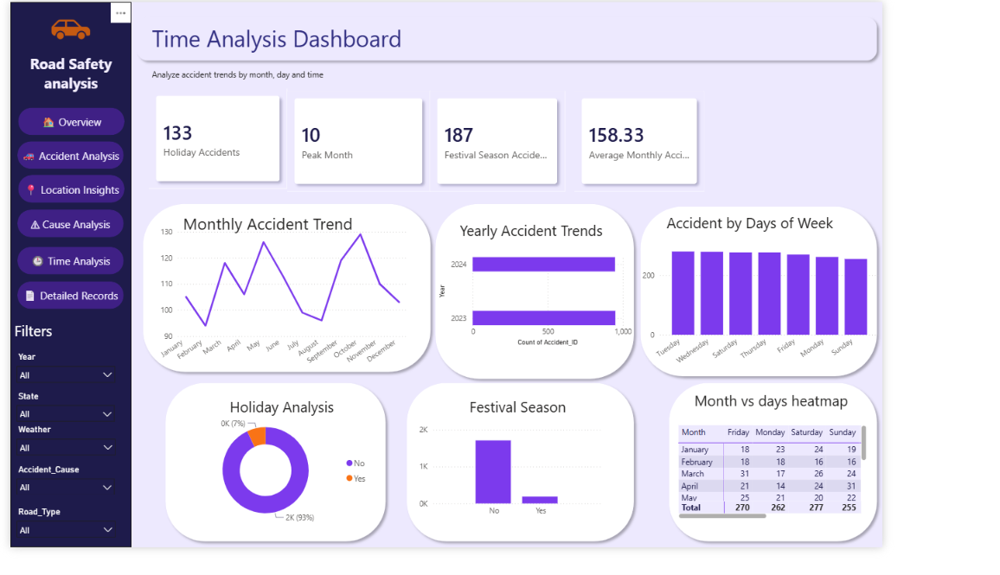 ...
Road Safety
analysis
Overview
Accident Analysis
Location Insights
Cause Analysis
Time Analysis
Detailed Records
Filters
Year
All
State
All
Weather
All
Accident_Cause
All
Road_Type
All
Time Analysis Dashboard
Analyze accident trends by month, day and time
133
Holiday Accidents
10
Peak Month
187
Festival Season Accide...
158.33
Average Monthly Acci...
Monthly Accident Trend
130
120
110
100
90
January
February
March
April
May
June
July
August
September
October
November
December
Yearly Accident Trends
Year
2024
2023
0 500 1,000
Count of Accident_ID
Accident by Days of Week
200
0
0
Tuesday
Wednesday
Saturday
Thursday
Friday
Monday
Sunday
Holiday Analysis
0K (7%)
No
Yes
2K (93%)
Festival Season
2K
1K
0K
No Yes
Month vs days heatmap
Month Friday Monday Saturday Sunday
January 18 23 24 19
February 18 18 16 16
March 31 17 26 24
April 21 14 24 31
May 25 21 20 22
Total 270 262 277 255